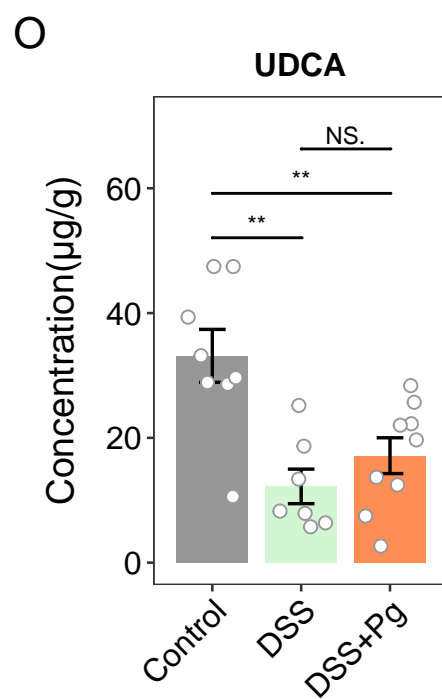 O
UDCA
NS.
**
**
60
40
20
0
Concentration(µg/g)
Control
DSS
DSS+Pg